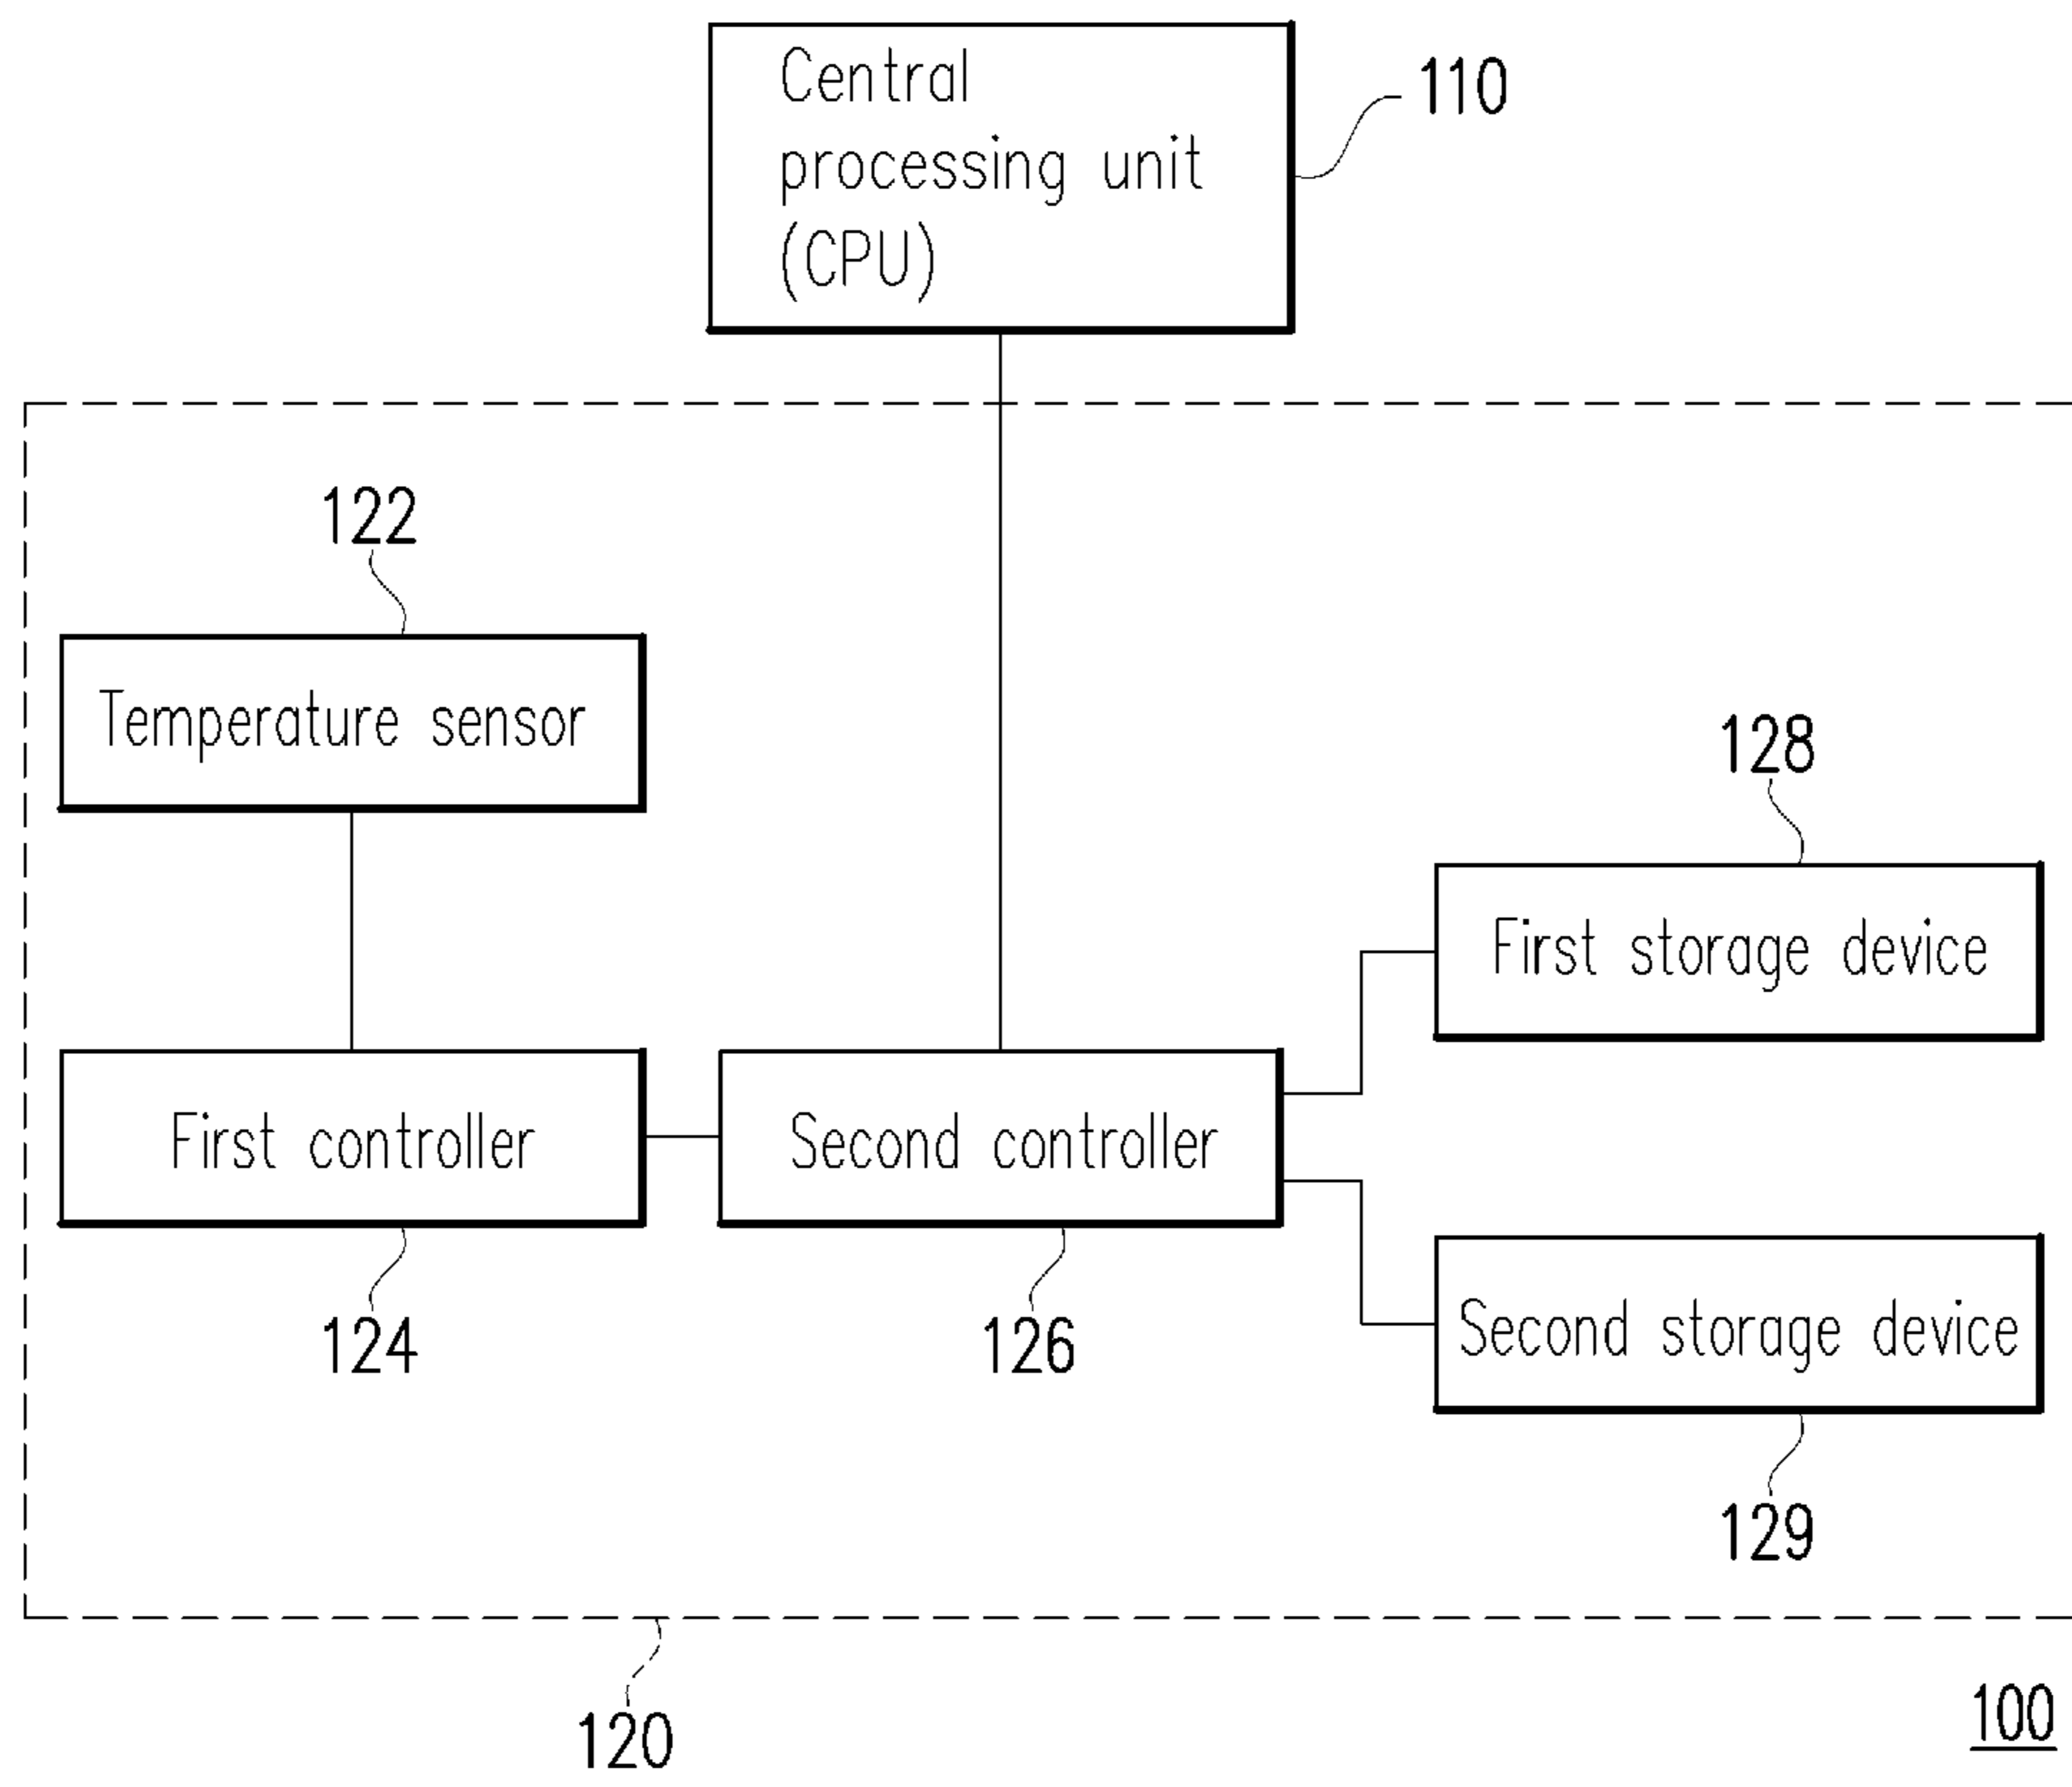 Central
processing unit
(CPU)
110
122
Temperature sensor
128
First storage device
First controller
Second controller
124
126
Second storage device
129
120
100